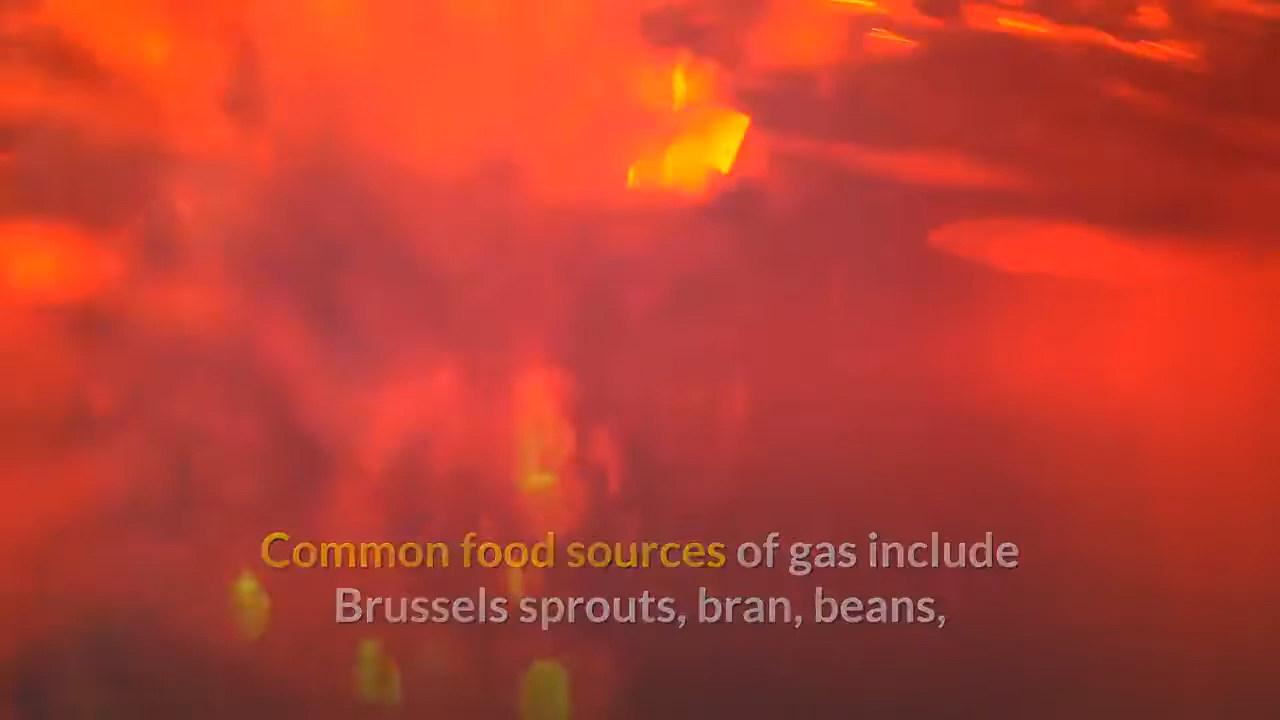 Common food sources of gas include
Brussels sprouts, bran, beans,